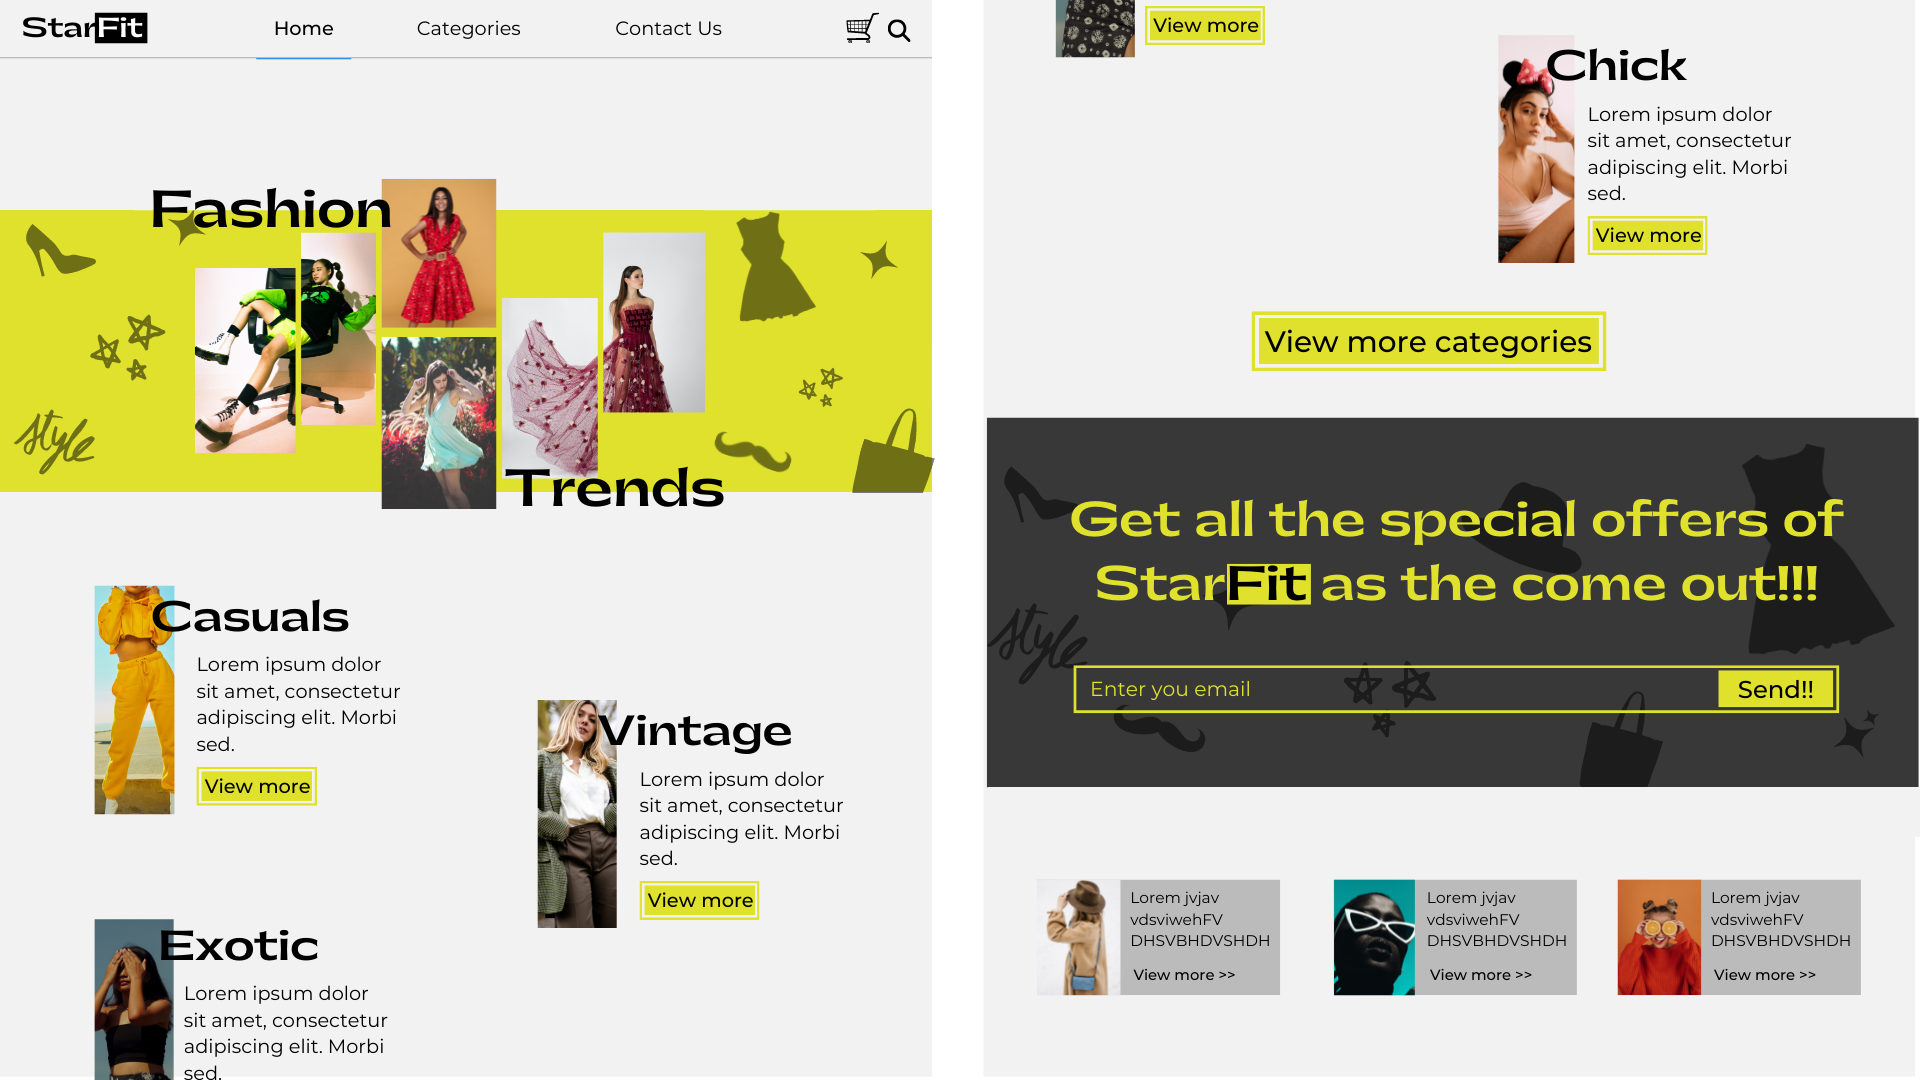 StarFit
Home
Categories
Contact Us
Fashion
style
Trends
Casuals
Lorem ipsum dolor
sit amet, consectetur
adipiscing elit. Morbi
sed.
View more
Vintage
Lorem ipsum dolor
sit amet, consectetur
adipiscing elit. Morbi
sed.
View more
Exotic
Lorem ipsum dolor
sit amet, consectetur
adipiscing elit. Morbi
sed.
View more
Chick
Lorem ipsum dolor
sit amet, consectetur
adipiscing elit. Morbi
sed.
View more
View more categories
Get all the special offers of
StarFit as the come out!!!
style
Enter you email
Send!!
Lorem jvjav
vdsviwehFV
DHSVBHDVSHDH
View more >>
Lorem jvjav
vdsviwehFV
DHSVBHDVSHDH
View more >>
Lorem jvjav
vdsviwehFV
DHSVBHDVSHDH
View more >>